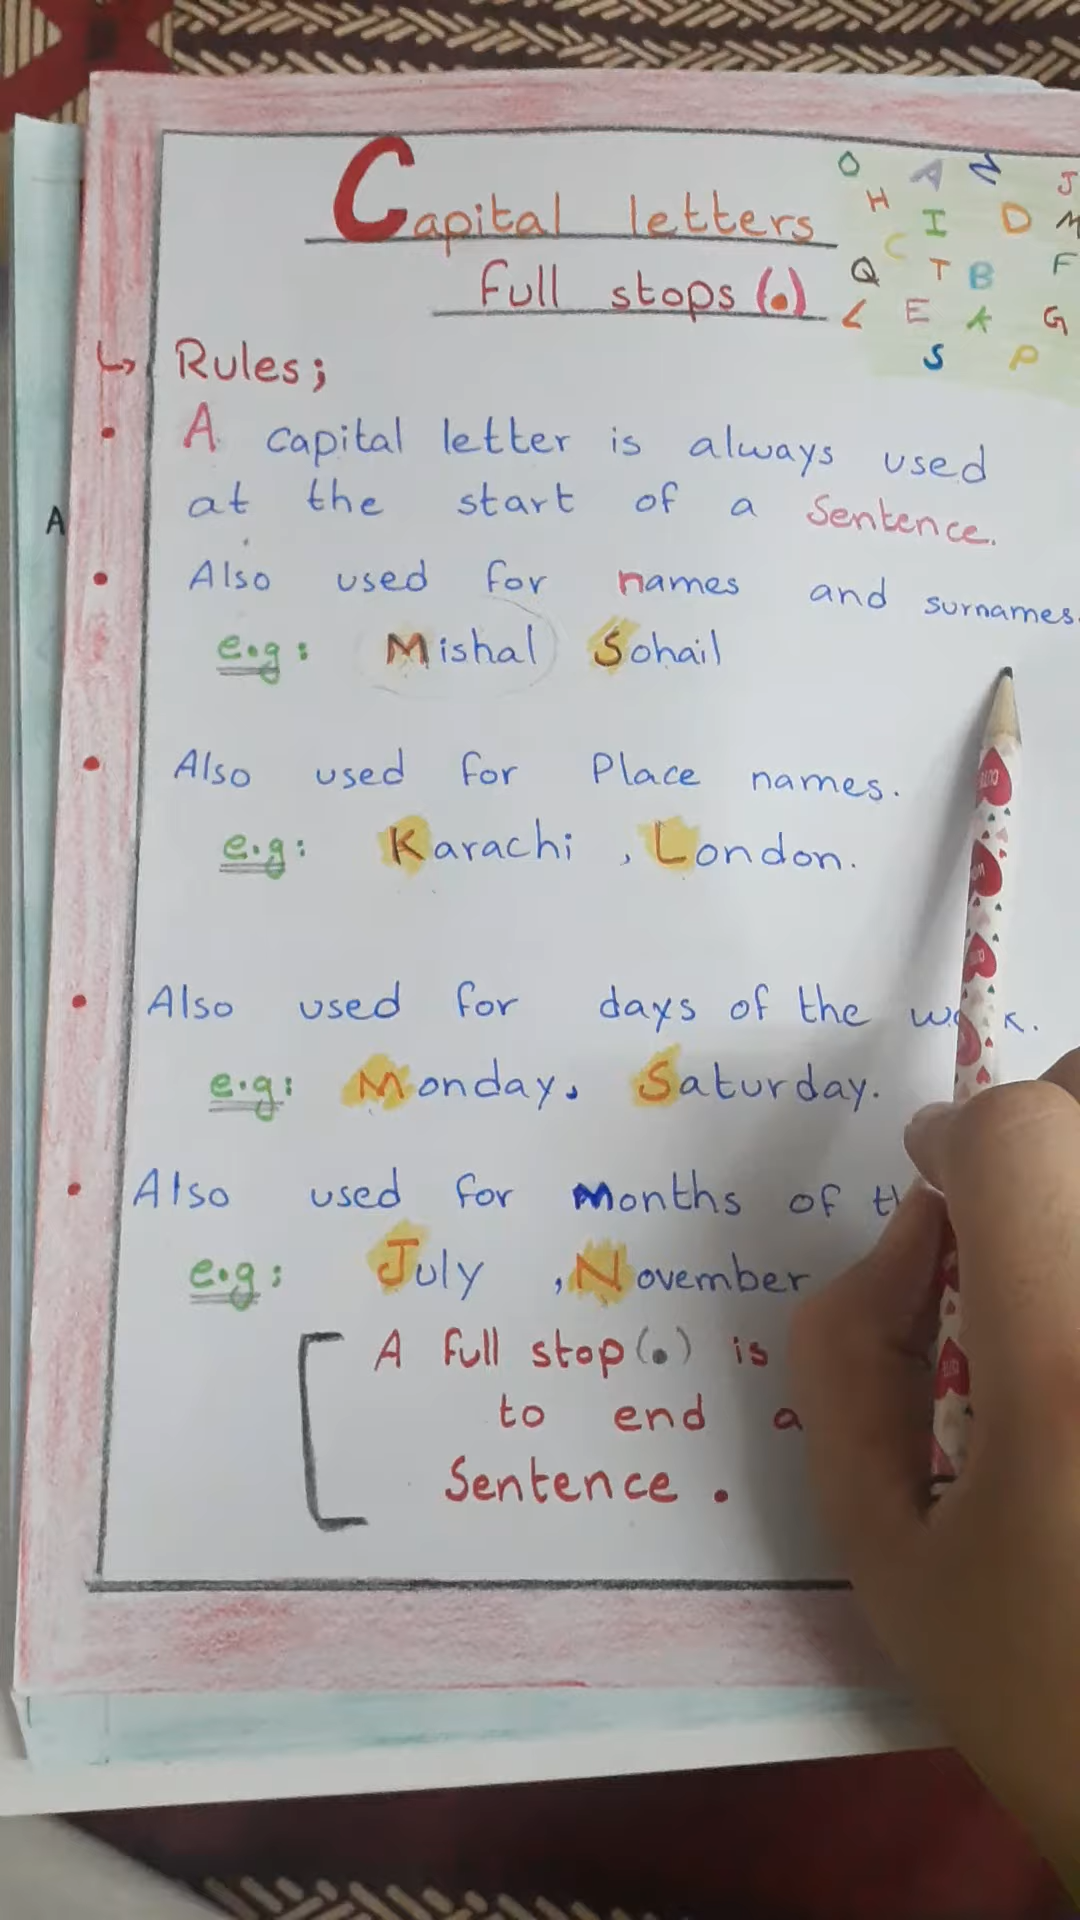 Capital letters
full stops (.)
O A Z J
H I D M
C
Q T B F
L E K G
S P
↳ Rules;
• A capital letter is always used
at the start of a Sentence.
A
• Also used for names and surnames.
e.g: Mishal Sohail
• Also used for Place names.
e.g: Karachi , London.
• Also used for days of the
e.g: Monday, Saturday.
• Also used for Months of
e.g: July , November
A full stop (.) is
to end a
Sentence .